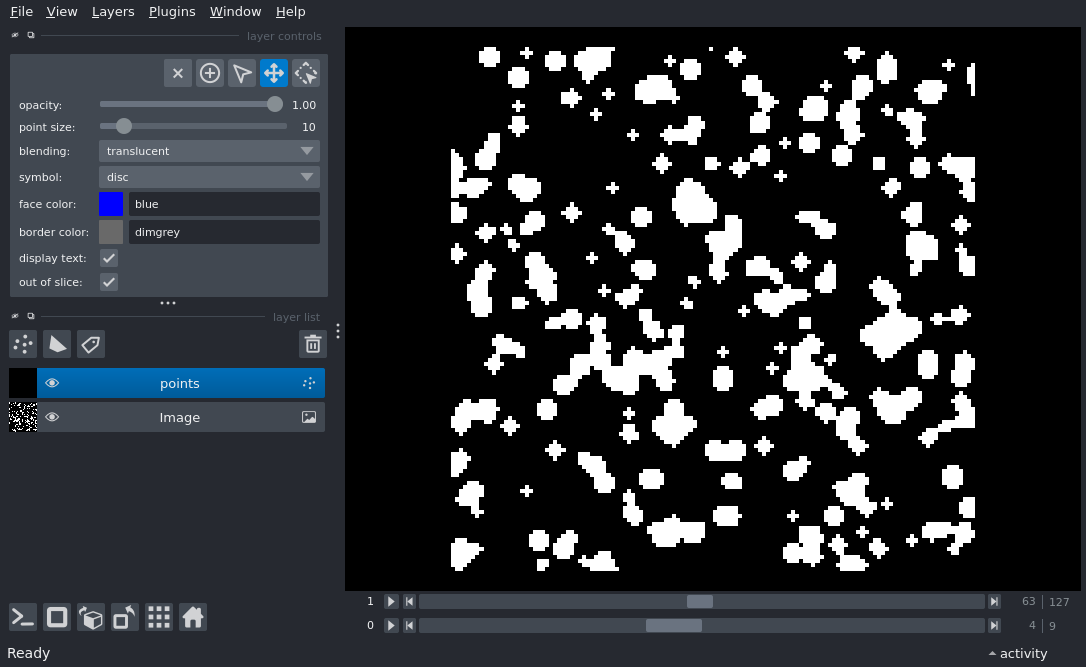 File View Layers Plugins Window Help
layer controls
opacity: 1.00
point size: 10
blending: translucent
symbol: disc
face color: blue
border color: dimgrey
display text:
out of slice:
layer list
points
Image
1 63 127
0 4 9
Ready activity